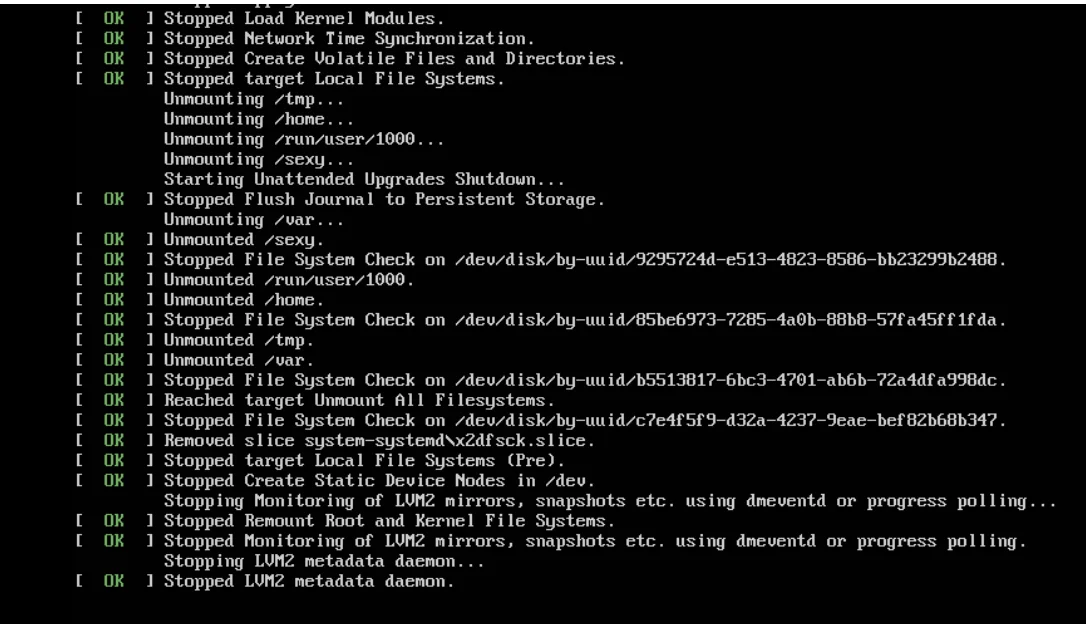 [  OK  ] Stopped Load Kernel Modules.
[  OK  ] Stopped Network Time Synchronization.
[  OK  ] Stopped Create Volatile Files and Directories.
[  OK  ] Stopped target Local File Systems.
Unmounting /tmp...
Unmounting /home...
Unmounting /run/user/1000...
Unmounting /sexy...
Starting Unattended Upgrades Shutdown...
[  OK  ] Stopped Flush Journal to Persistent Storage.
Unmounting /var...
[  OK  ] Unmounted /sexy.
[  OK  ] Stopped File System Check on /dev/disk/by-uuid/9295724d-e513-4823-8586-bb23299b2488.
[  OK  ] Unmounted /run/user/1000.
[  OK  ] Unmounted /home.
[  OK  ] Stopped File System Check on /dev/disk/by-uuid/85be6973-7285-4a0b-88b8-57fa45ff1fda.
[  OK  ] Unmounted /tmp.
[  OK  ] Unmounted /var.
[  OK  ] Stopped File System Check on /dev/disk/by-uuid/b5513817-6bc3-4701-ab6b-72a4dfa998dc.
[  OK  ] Reached target Unmount All Filesystems.
[  OK  ] Stopped File System Check on /dev/disk/by-uuid/c7e4f5f9-d32a-4237-9eae-bef82b68b347.
[  OK  ] Removed slice system-systemd\x2dfsck.slice.
[  OK  ] Stopped target Local File Systems (Pre).
[  OK  ] Stopped Create Static Device Nodes in /dev.
Stopping Monitoring of LVM2 mirrors, snapshots etc. using dmeventd or progress polling...
[  OK  ] Stopped Remount Root and Kernel File Systems.
[  OK  ] Stopped Monitoring of LVM2 mirrors, snapshots etc. using dmeventd or progress polling.
Stopping LVM2 metadata daemon...
[  OK  ] Stopped LVM2 metadata daemon.